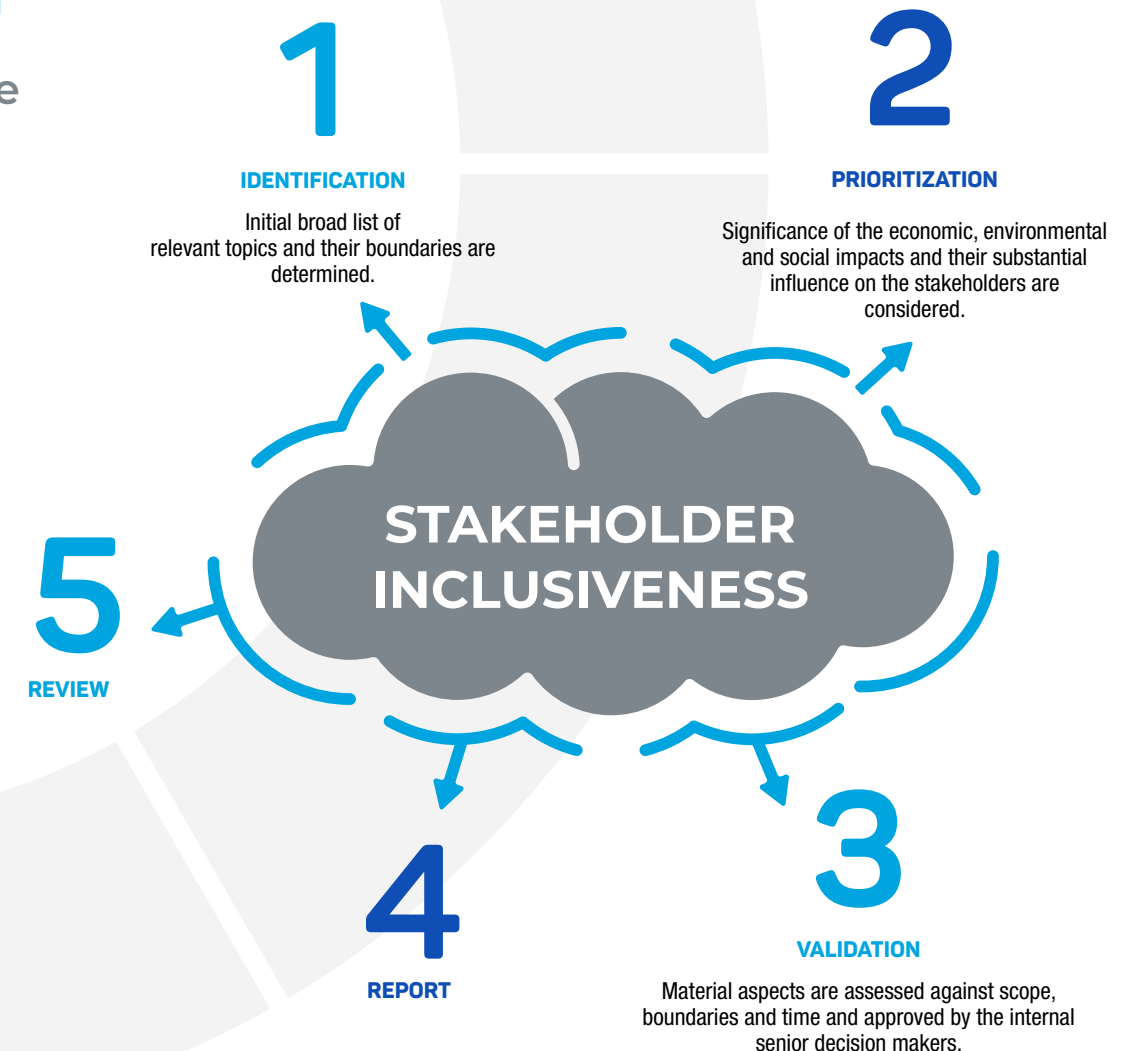 e
1
IDENTIFICATION
Initial broad list of
relevant topics and their boundaries are
determined.
2
PRIORITIZATION
Significance of the economic, environmental
and social impacts and their substantial
influence on the stakeholders are
considered.
STAKEHOLDER
INCLUSIVENESS
5
REVIEW
4
REPORT
3
VALIDATION
Material aspects are assessed against scope,
boundaries and time and approved by the internal
senior decision makers.